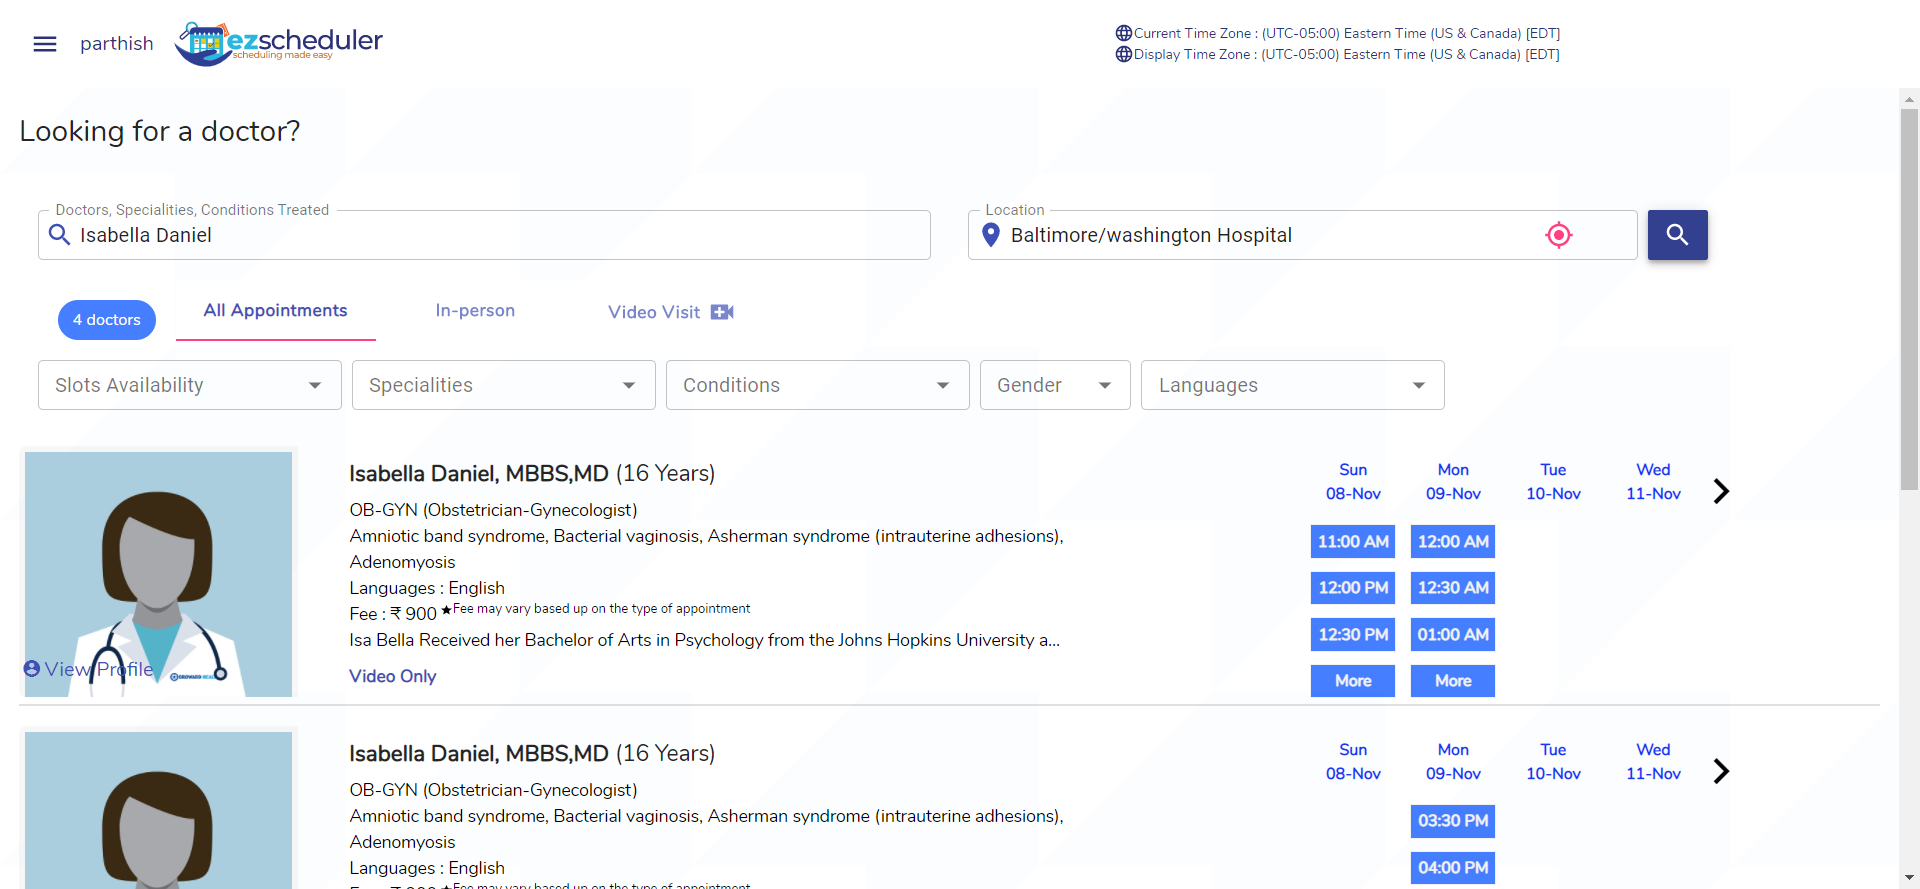 parthish
ezscheduler
scheduling made easy
Current Time Zone : (UTC-05:00) Eastern Time (US & Canada) [EDT]
Display Time Zone : (UTC-05:00) Eastern Time (US & Canada) [EDT]
Looking for a doctor?
Doctors, Specialities, Conditions Treated
Isabella Daniel
Location
Baltimore/washington Hospital
4 doctors
All Appointments
In-person
Video Visit
Slots Availability
Specialities
Conditions
Gender
Languages
Isabella Daniel, MBBS,MD (16 Years)
OB-GYN (Obstetrician-Gynecologist)
Amniotic band syndrome, Bacterial vaginosis, Asherman syndrome (intrauterine adhesions),
Adenomyosis
Languages : English
Fee : ₹ 900 ★Fee may vary based up on the type of appointment
Isa Bella Received her Bachelor of Arts in Psychology from the Johns Hopkins University a...
Video Only
View Profile
Sun Mon Tue Wed
08-Nov 09-Nov 10-Nov 11-Nov
11:00 AM 12:00 AM
12:00 PM 12:30 AM
12:30 PM 01:00 AM
More More
Isabella Daniel, MBBS,MD (16 Years)
OB-GYN (Obstetrician-Gynecologist)
Amniotic band syndrome, Bacterial vaginosis, Asherman syndrome (intrauterine adhesions),
Adenomyosis
Languages : English
Fee : ₹ 900 ★Fee may vary based up on the type of appointment
Sun Mon Tue Wed
08-Nov 09-Nov 10-Nov 11-Nov
03:30 PM
04:00 PM